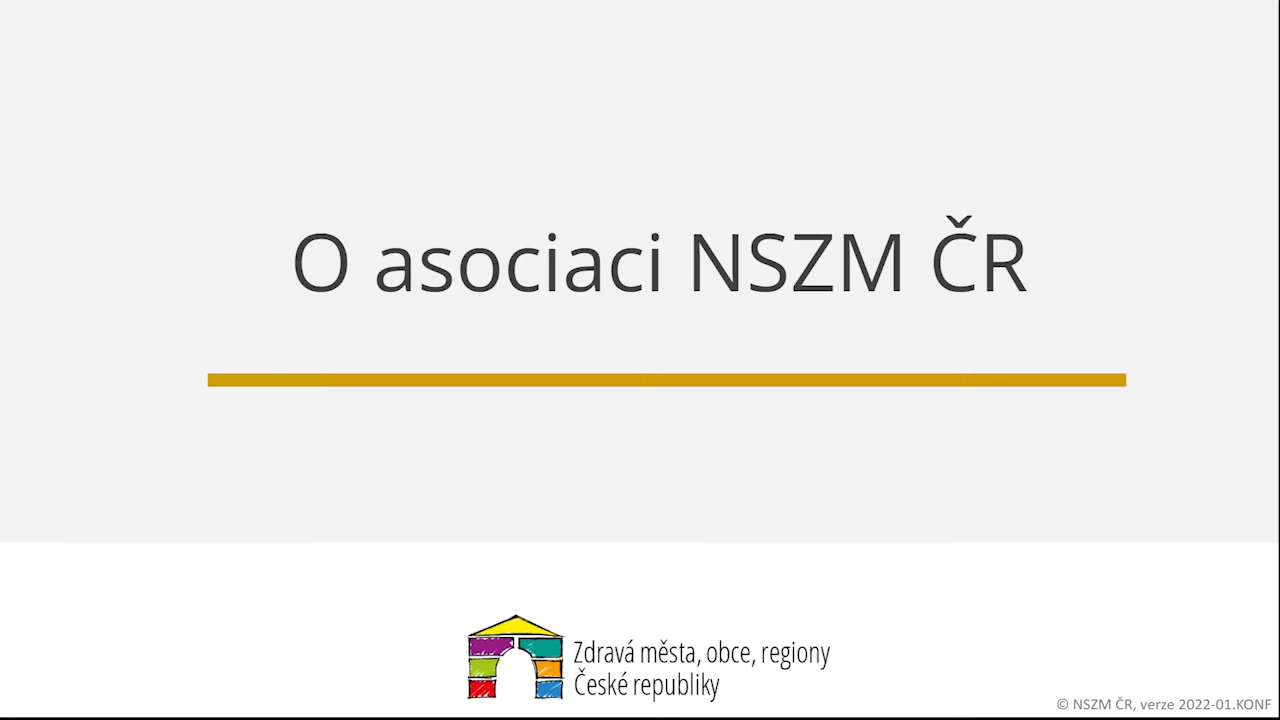 O asociaci NSZM ČR
Zdravá města, obce, regiony
České republiky
© NSZM ČR, verze 2022-01.KONF